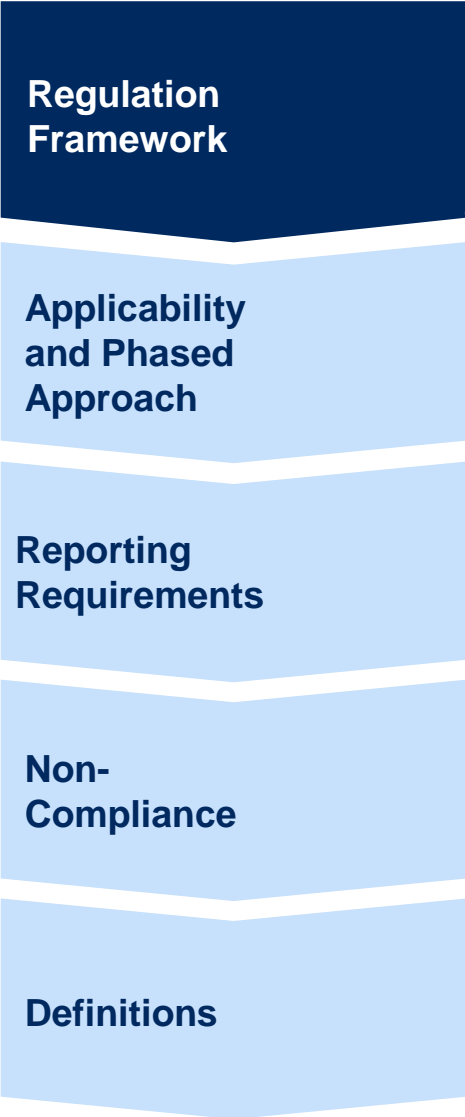 Regulation
Framework
Applicability
and Phased
Approach
Reporting
Requirements
Non-
Compliance
Definitions